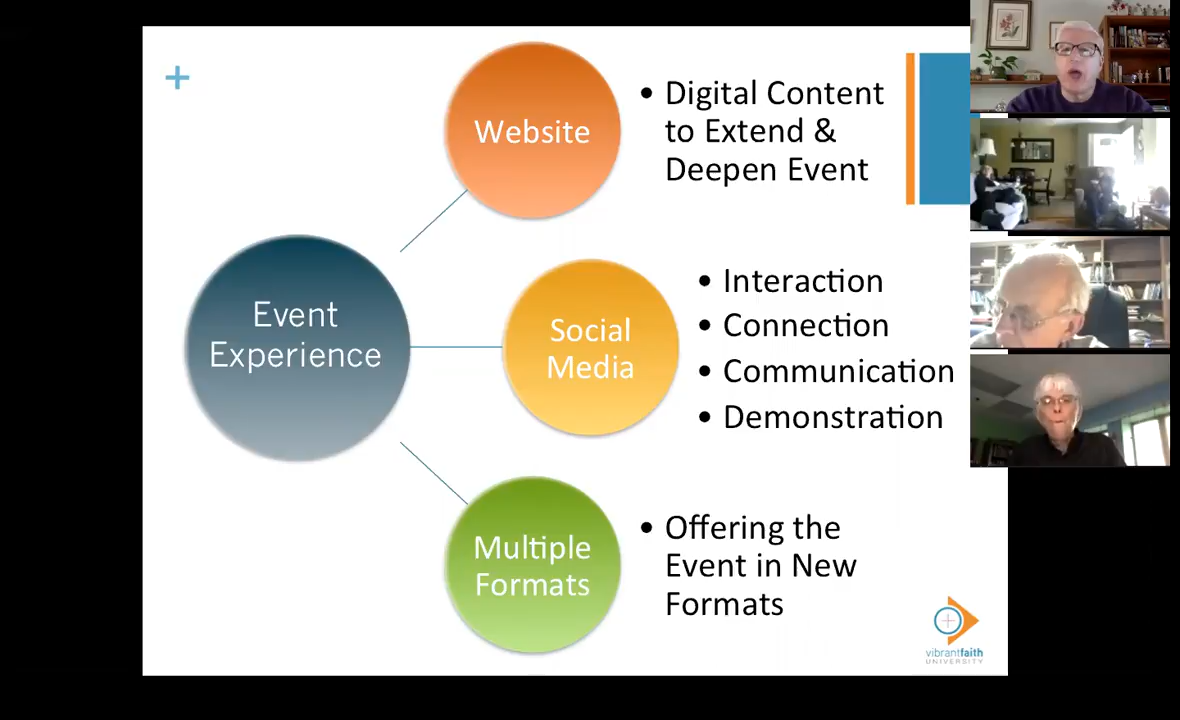 +
Website
• Digital Content
to Extend &
Deepen Event
Event
Experience
Social
Media
• Interaction
• Connection
• Communication
• Demonstration
Multiple
Formats
• Offering the
Event in New
Formats
vibrantfaith
UNIVERSITY